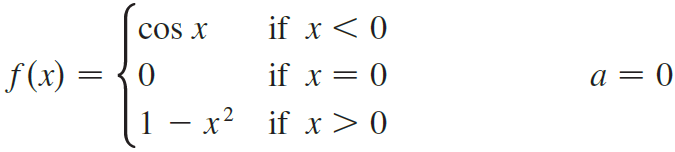 cos x if x < 0
f(x) = { 0 if x = 0 a = 0
1 − x² if x > 0